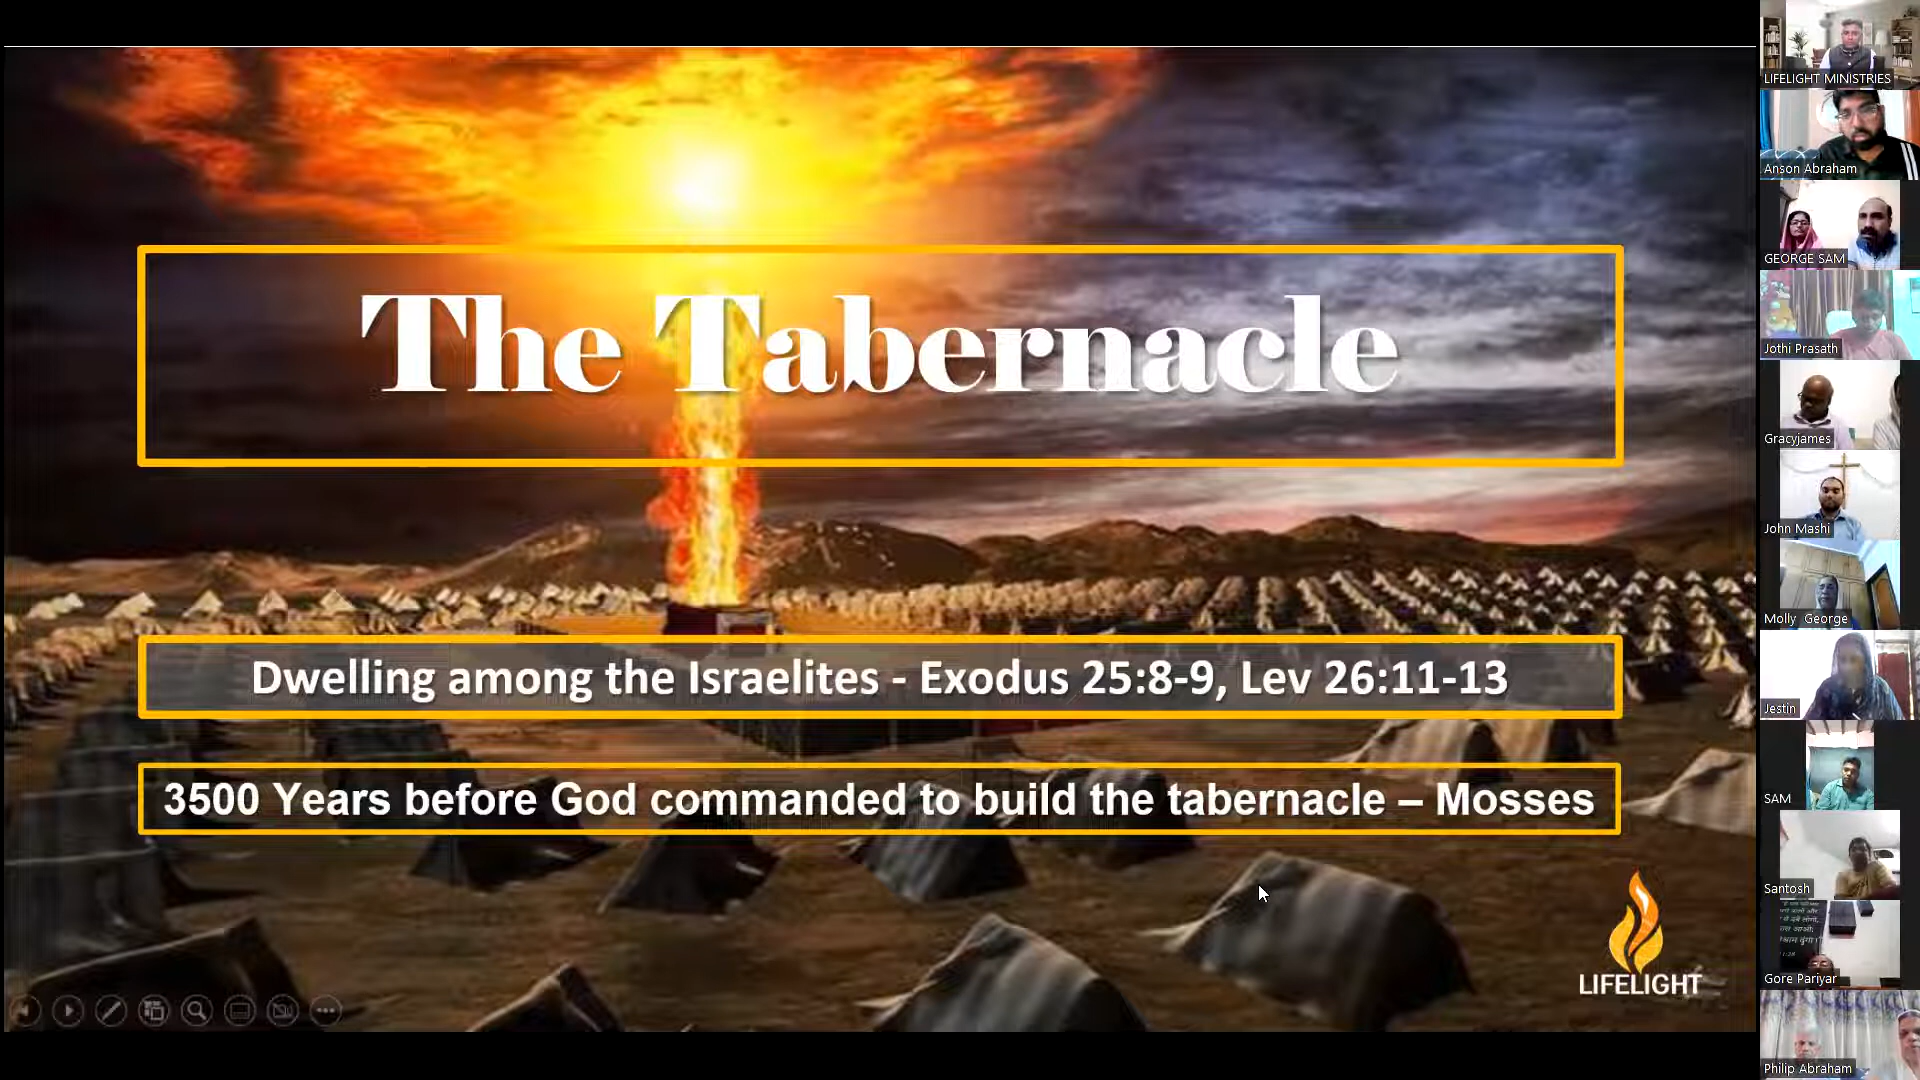 The Tabernacle
Dwelling among the Israelites - Exodus 25:8-9, Lev 26:11-13
3500 Years before God commanded to build the tabernacle – Mosses
LIFELIGHT
LIFELIGHT MINISTRIES
Anson Abraham
GEORGE SAM
Jothi Prasath
Gracyjames
John Mashi
Molly George
Jestin
SAM
Santosh
Gore Pariyar
Philip Abraham